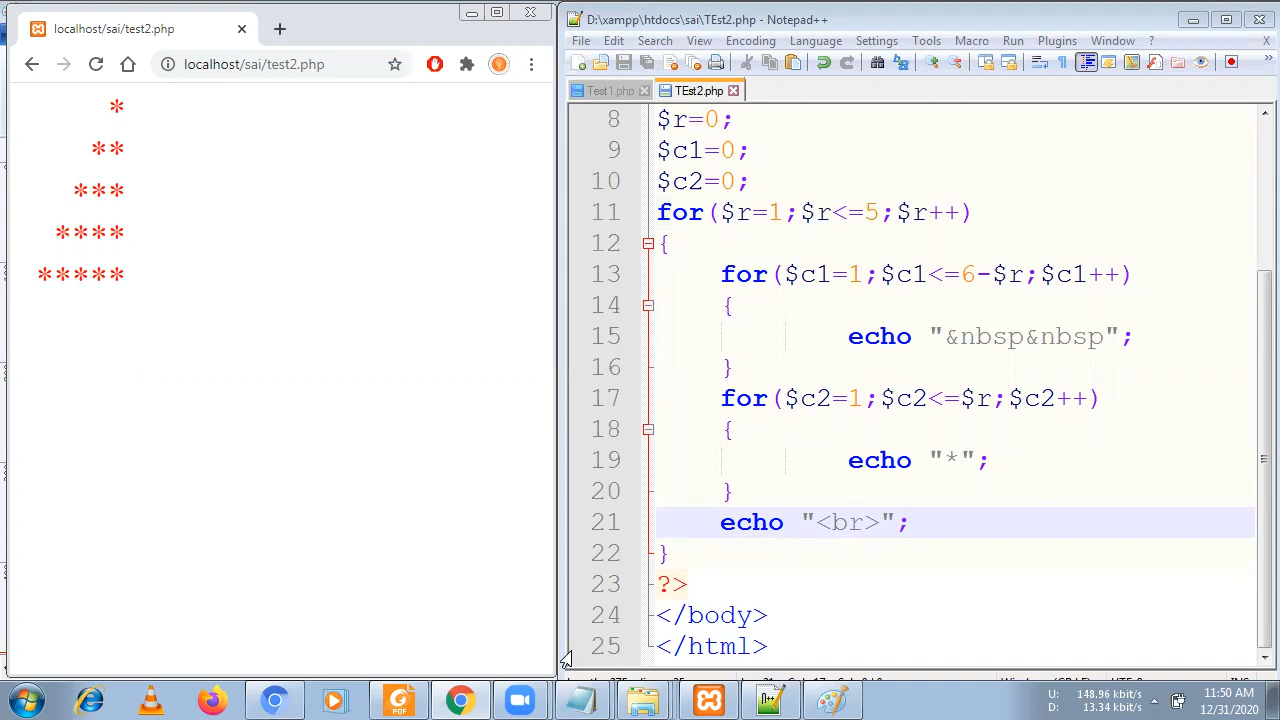 localhost/sai/test2.php
localhost/sai/test2.php
*
**
***
****
*****
D:\xampp\htdocs\sai\TEst2.php - Notepad++
File Edit Search View Encoding Language Settings Tools Macro Run Plugins Window ? X
Test1.php TEst2.php
8 $r=0;
9 $c1=0;
10 $c2=0;
11 for($r=1;$r<=5;$r++)
12 {
13 for($c1=1;$c1<=6-$r;$c1++)
14 {
15 echo "&nbsp&nbsp";
16 }
17 for($c2=1;$c2<=$r;$c2++)
18 {
19 echo "*";
20 }
21 echo "<br>";
22 }
23 ?>
24 </body>
25 </html>
U: 148.96 kbit/s
D: 13.34 kbit/s
11:50 AM
12/31/2020